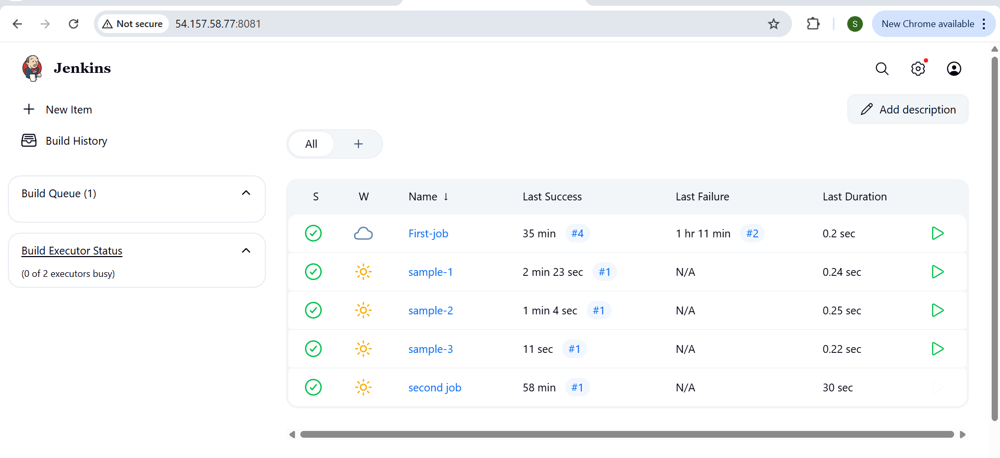 Not secure 54.157.58.77:8081
S
New Chrome available
Jenkins
New Item
Add description
Build History
All
Build Queue (1)
Build Executor Status
(0 of 2 executors busy)
S W Name ↓ Last Success Last Failure Last Duration
First-job 35 min #4 1 hr 11 min #2 0.2 sec
sample-1 2 min 23 sec #1 N/A 0.24 sec
sample-2 1 min 4 sec #1 N/A 0.25 sec
sample-3 11 sec #1 N/A 0.22 sec
second job 58 min #1 N/A 30 sec